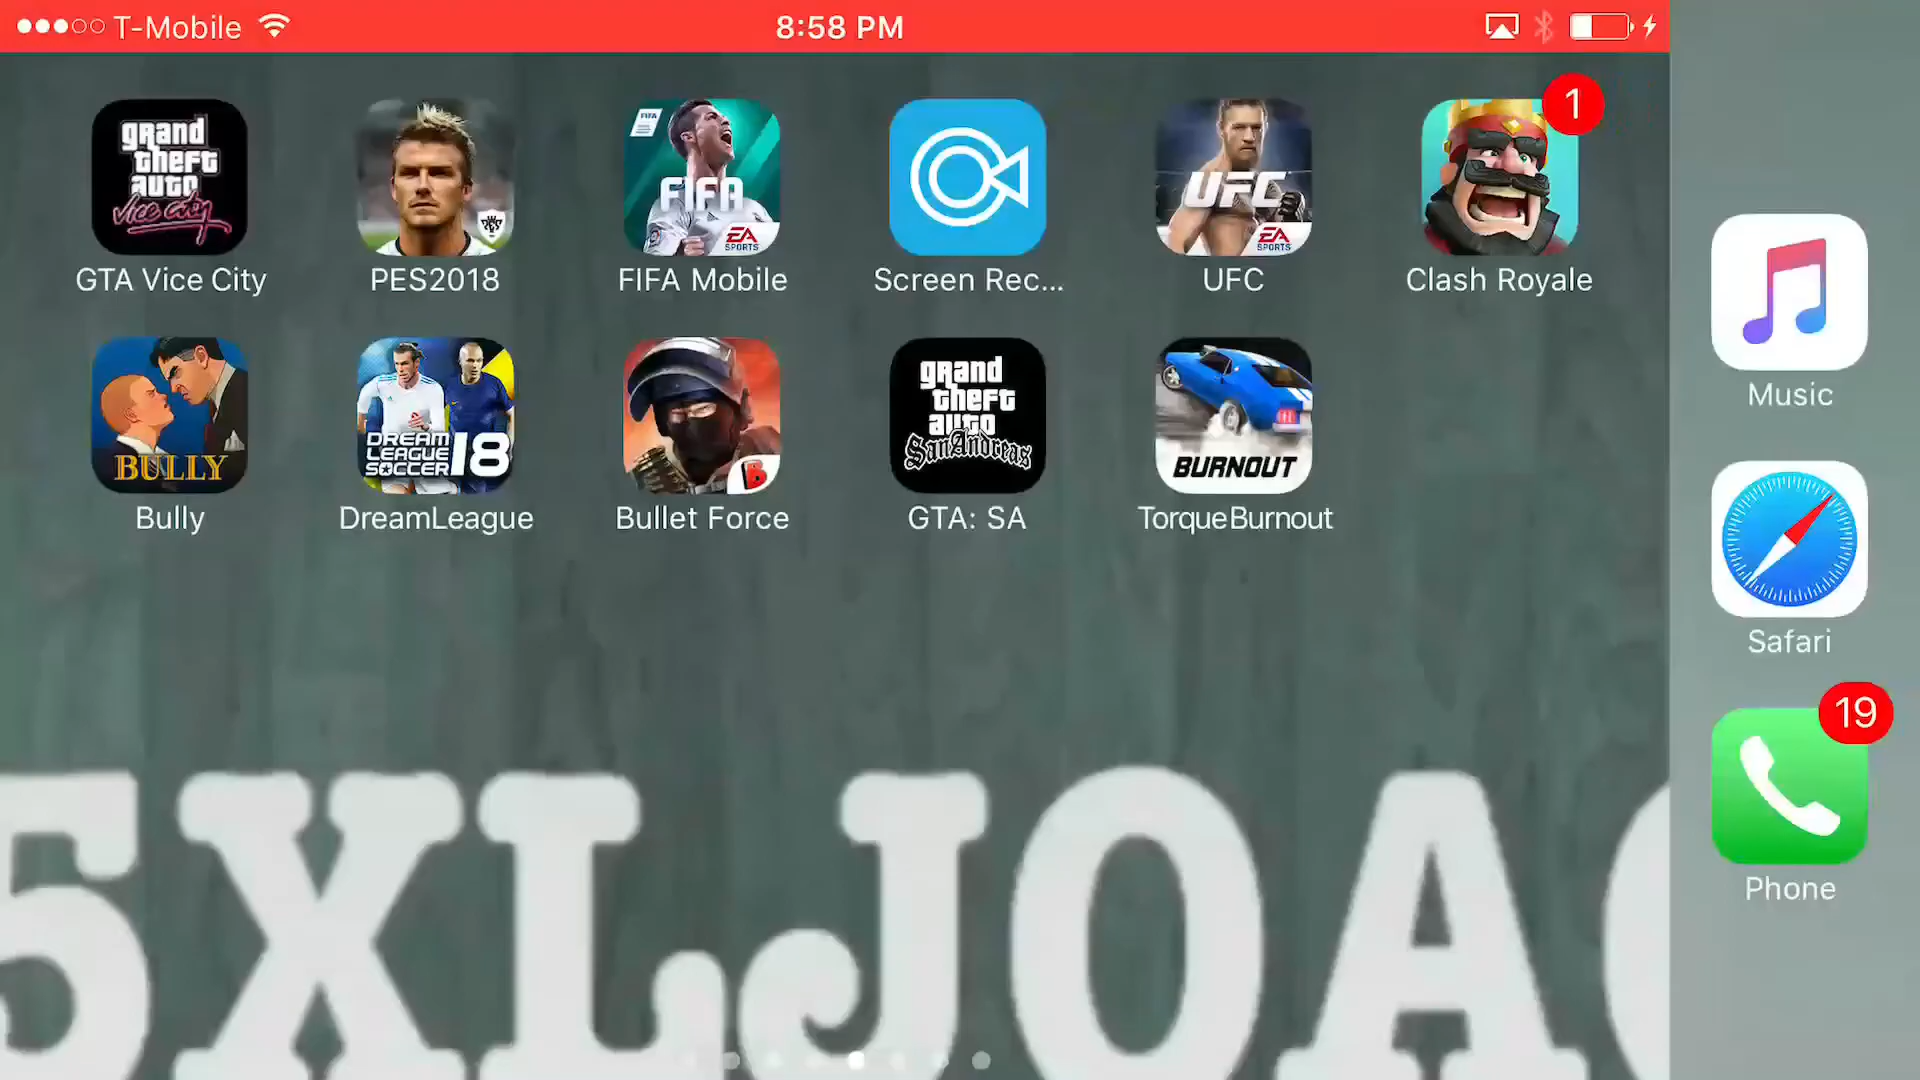 T-Mobile 8:58 PM
1
grand theft auto Vice City
FIFA
FIFA
EA SPORTS
UFC
EA SPORTS
GTA Vice City PES2018 FIFA Mobile Screen Rec... UFC Clash Royale
BULLY
DREAM LEAGUE SOCCER 18
B
grand theft auto San Andreas
BURNOUT
Bully DreamLeague Bullet Force GTA: SA TorqueBurnout
Music
Safari
19
Phone
5XLJOA